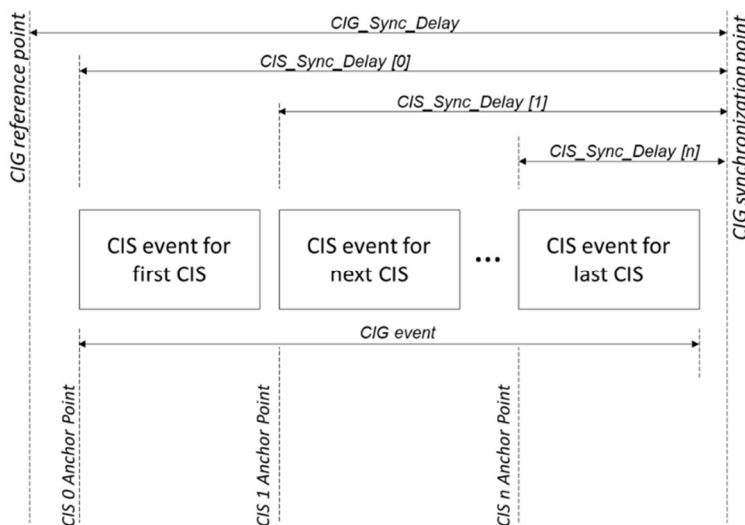 CIG_Sync_Delay
CIS_Sync_Delay [0]
CIS_Sync_Delay [1]
CIS_Sync_Delay [n]
CIG reference point
CIG synchronization point
CIS event for
first CIS
CIS event for
next CIS
•••
CIS event for
last CIS
CIG event
CIS 0 Anchor Point
CIS 1 Anchor Point
CIS n Anchor Point